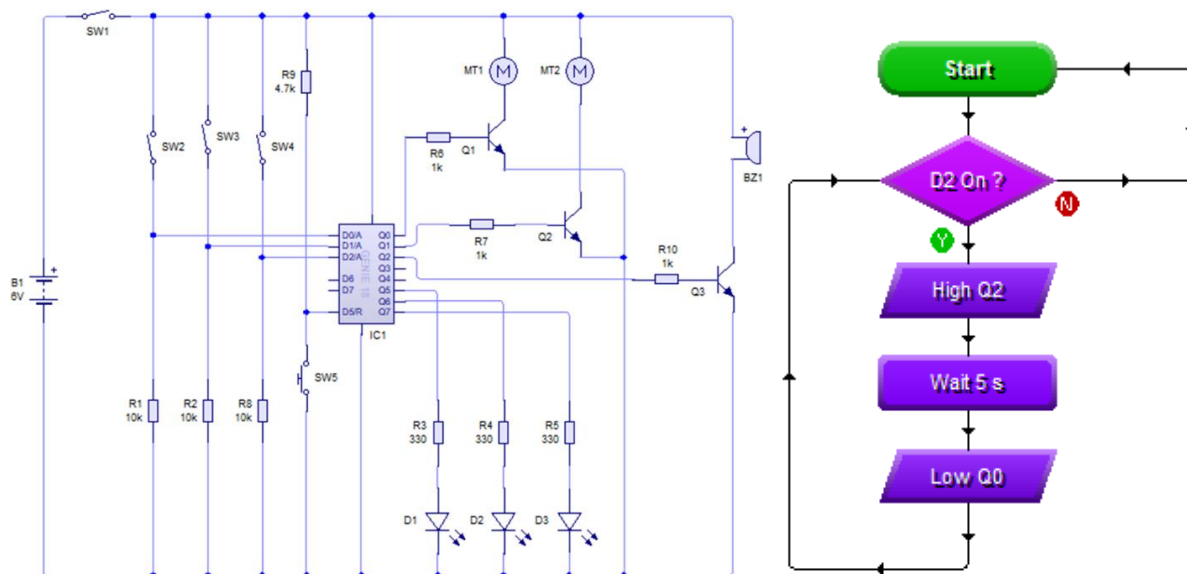 SW1
R9
4.7k
MT1
M
MT2
M
+
BZ1
SW2
SW3
SW4
R6
1k
Q1
R7
1k
Q2
R10
1k
Q3
B1
6V
+
D0/A
D1/A
D2/A
D6
D7
D5/R
GENIE 18
Q0
Q1
Q2
Q3
Q4
Q5
Q6
Q7
IC1
SW5
R1
10k
R2
10k
R8
10k
R3
330
R4
330
R5
330
D1
D2
D3
Start
D2 On ?
N
Y
High Q2
Wait 5 s
Low Q0